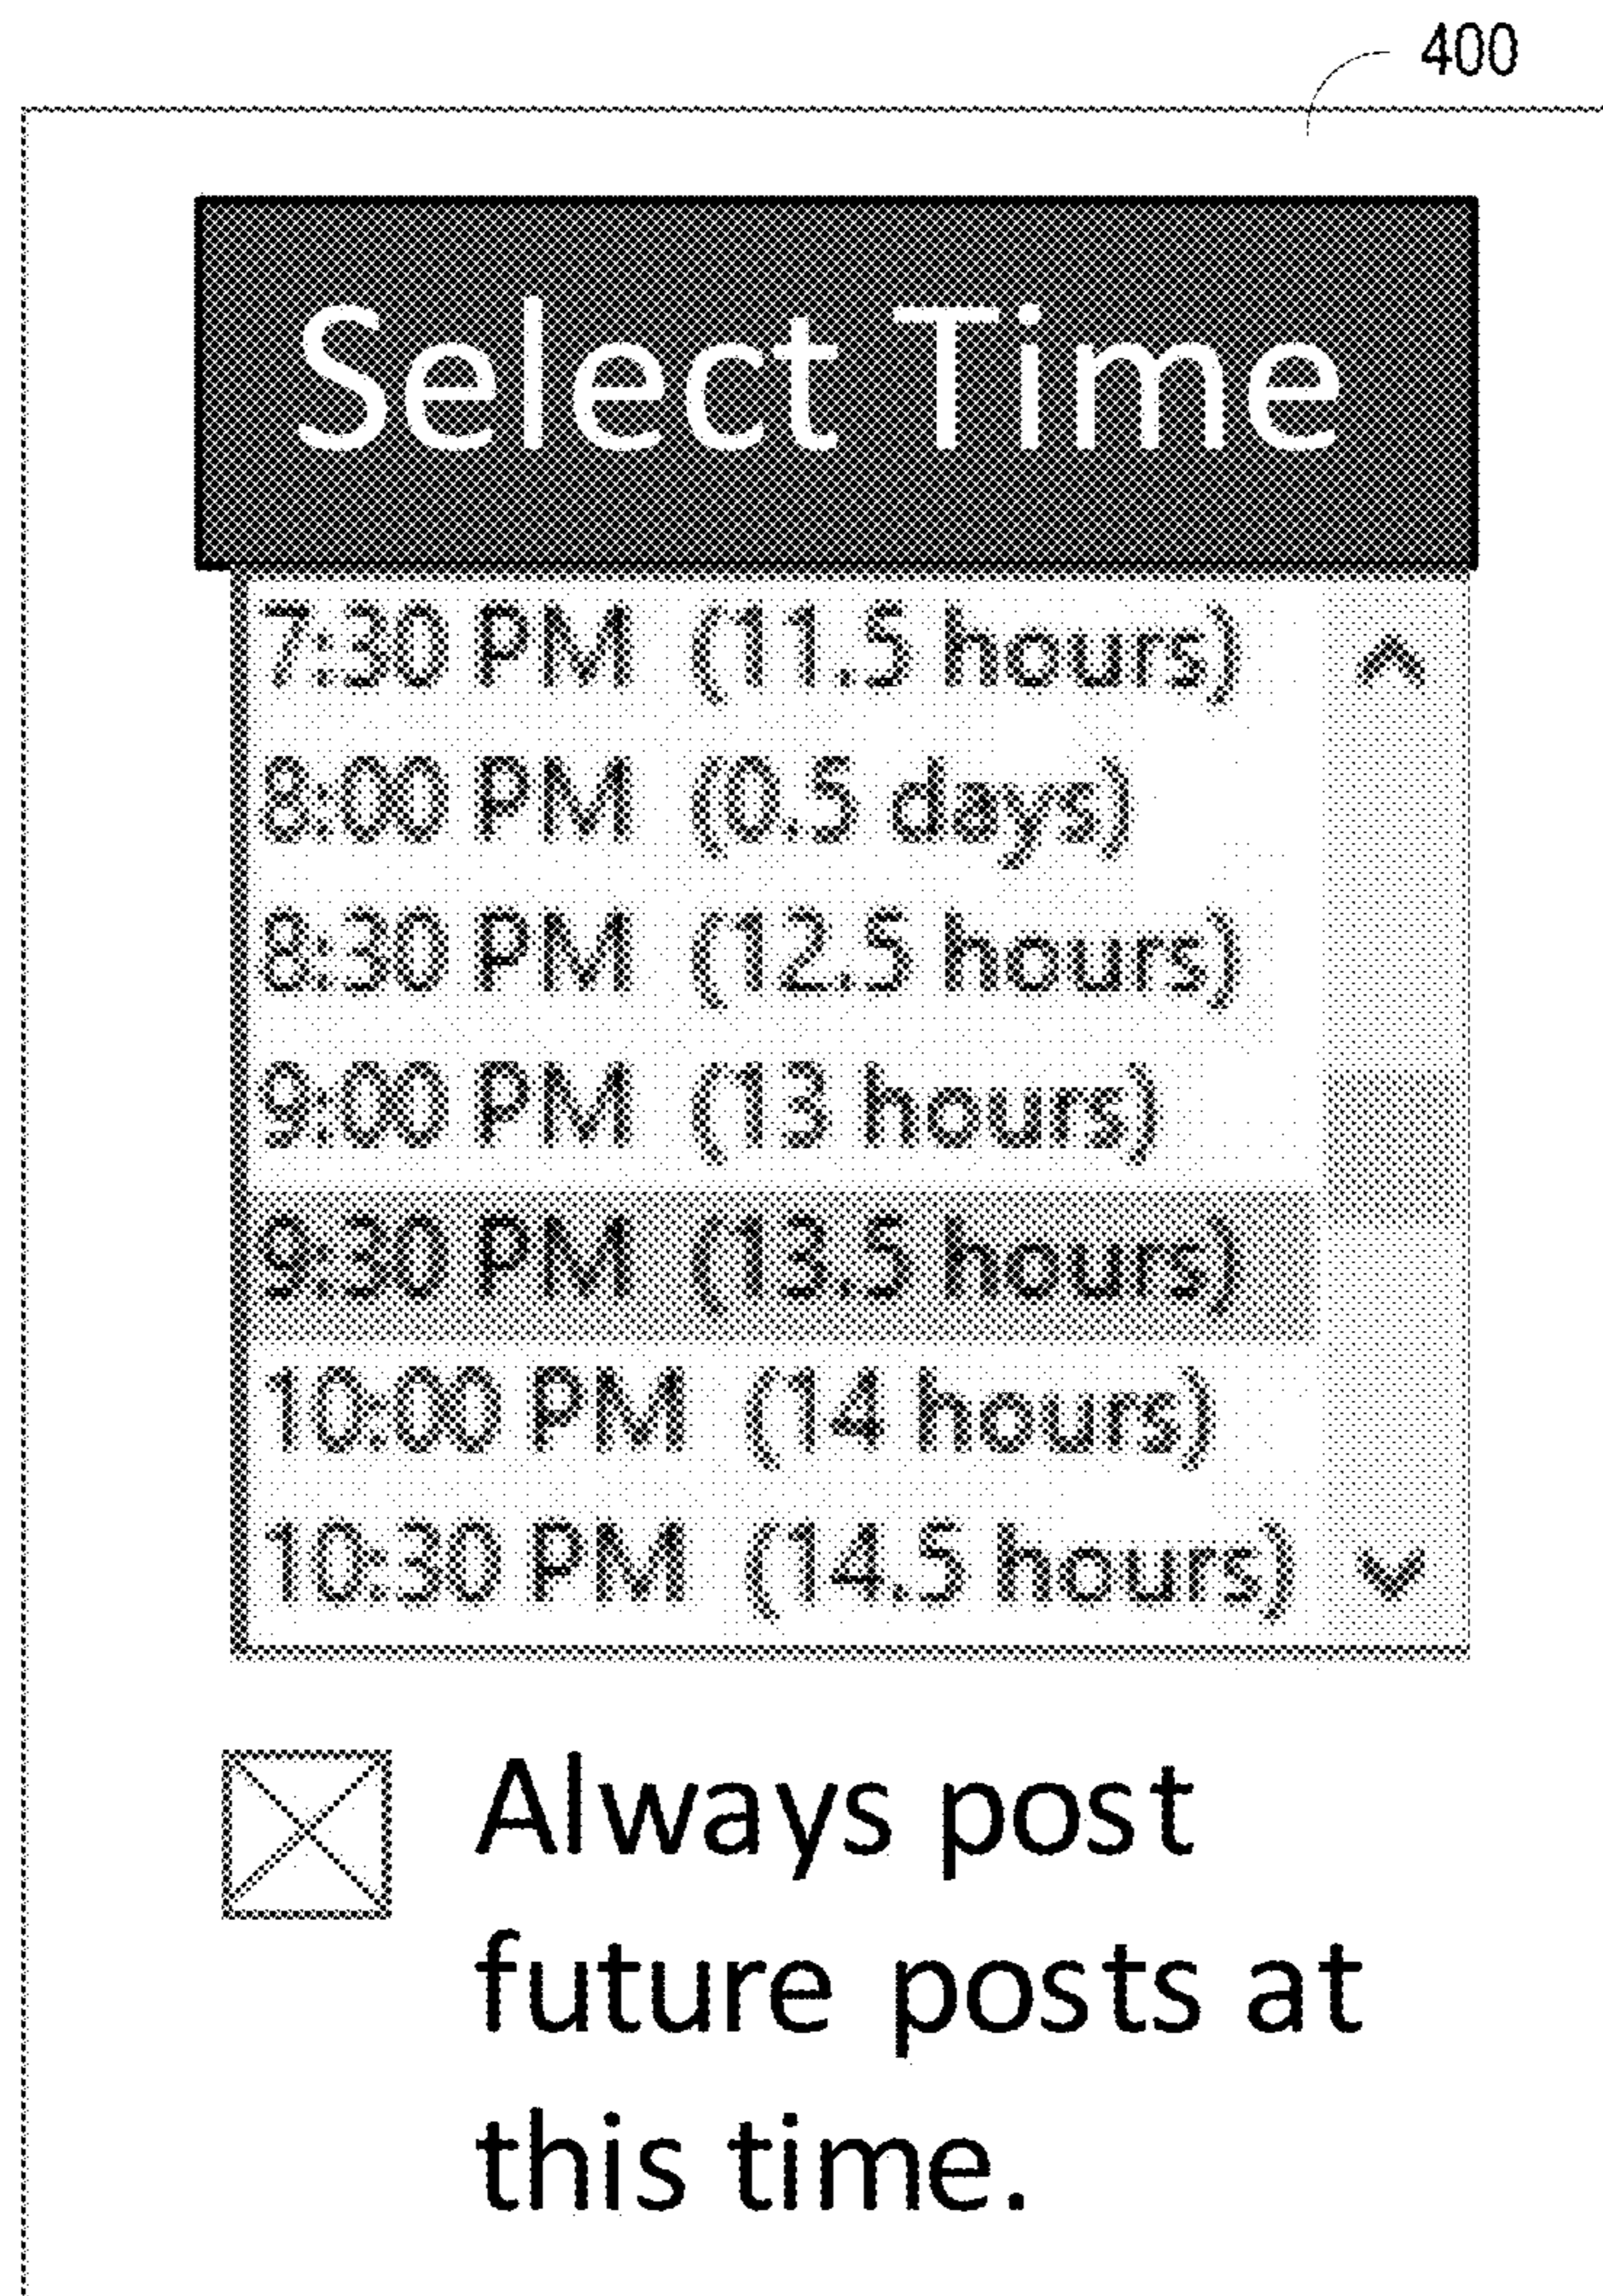 400
Select Time
7:30 PM (11.5 hours)
8:00 PM (0.5 days)
8:30 PM (12.5 hours)
9:00 PM (13 hours)
9:30 PM (13.5 hours)
10:00 PM (14 hours)
10:30 PM (14.5 hours)
Always post
future posts at
this time.